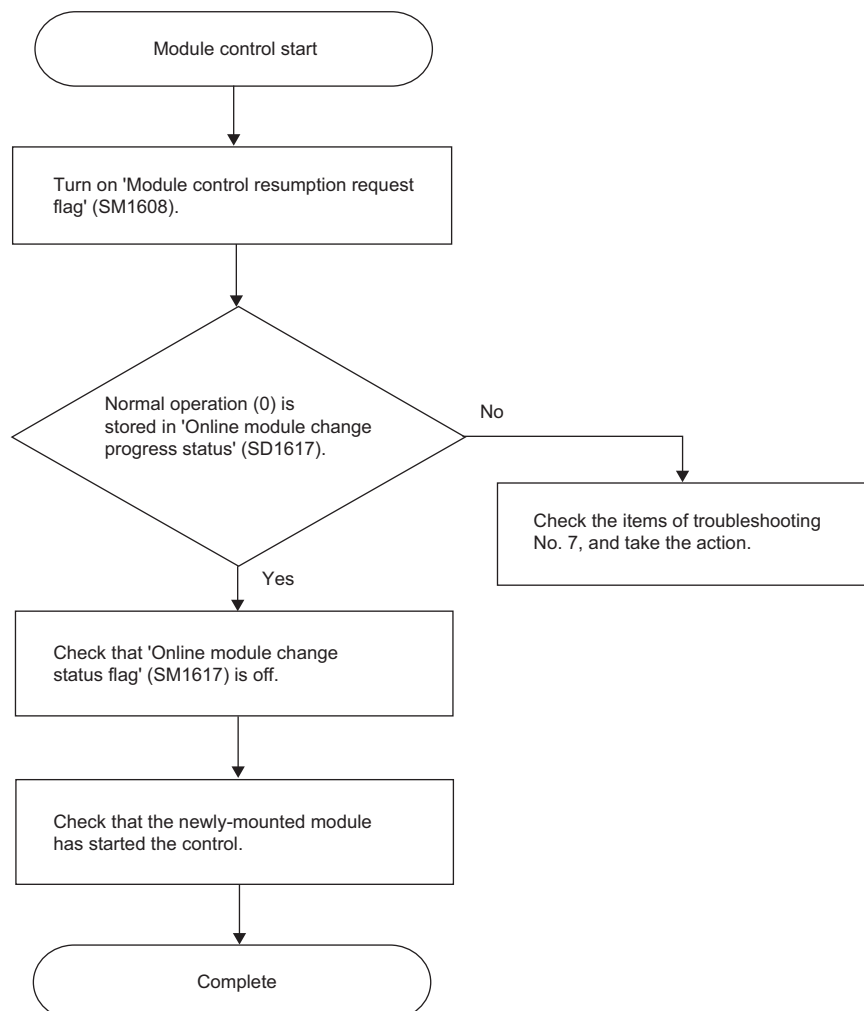 Module control start
Turn on 'Module control resumption request
flag' (SM1608).
Normal operation (0) is
stored in 'Online module change
progress status' (SD1617).
No
Check the items of troubleshooting
No. 7, and take the action.
Yes
Check that 'Online module change
status flag' (SM1617) is off.
Check that the newly-mounted module
has started the control.
Complete